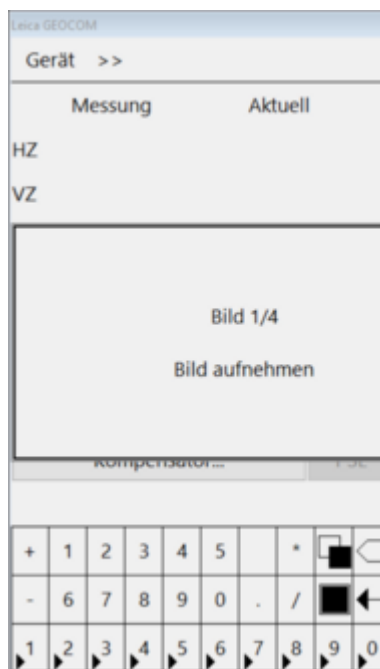 Leica GEOCOM
Gerät >>
Messung Aktuell
HZ
VZ
Bild 1/4
Bild aufnehmen
Kompensator...
+ 1 2 3 4 5 *
- 6 7 8 9 0 . /
1 2 3 4 5 6 7 8 9 0